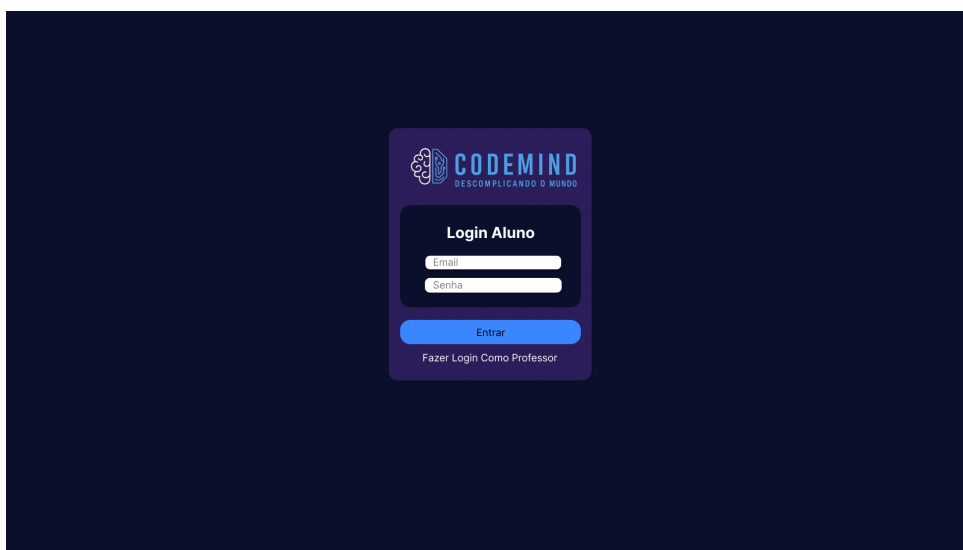 CODEMIND
DESCOMPLICANDO O MUNDO
Login Aluno
Email
Senha
Entrar
Fazer Login Como Professor